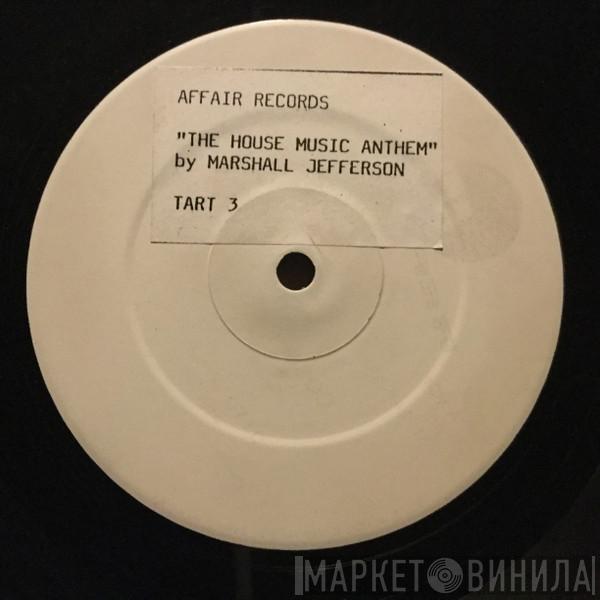 AFFAIR RECORDS
"THE HOUSE MUSIC ANTHEM"
by MARSHALL JEFFERSON
TART 3
МАРКЕТ ВИНИЛА